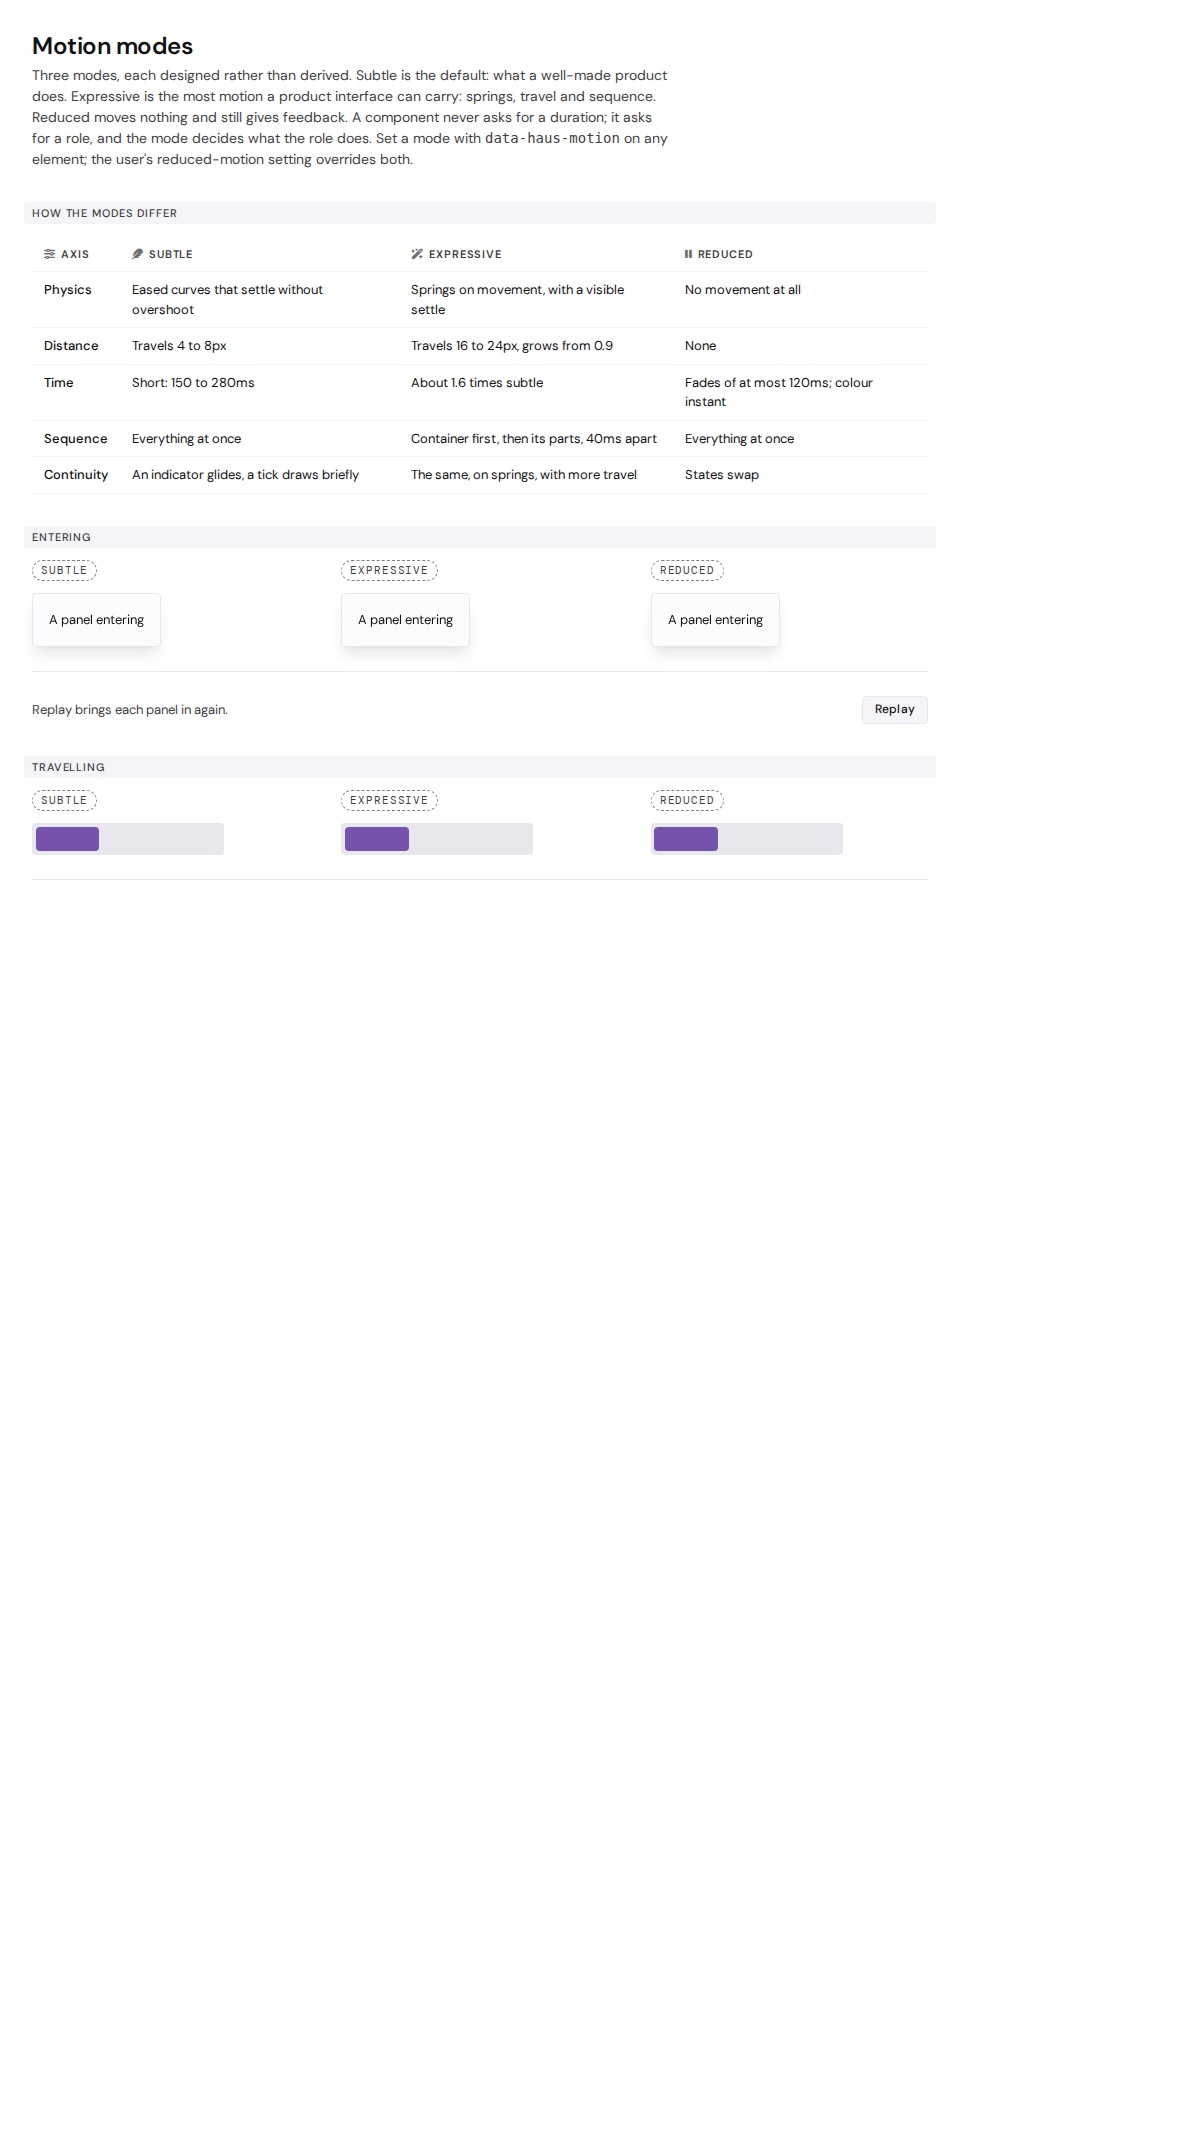 Motion modes
Three modes, each designed rather than derived. Subtle is the default: what a well-made product
does. Expressive is the most motion a product interface can carry: springs, travel and sequence.
Reduced moves nothing and still gives feedback. A component never asks for a duration; it asks
for a role, and the mode decides what the role does. Set a mode with data-haus-motion on any
element; the user's reduced-motion setting overrides both.
HOW THE MODES DIFFER
AXIS SUBTLE EXPRESSIVE REDUCED
Physics Eased curves that settle without Springs on movement, with a visible No movement at all
overshoot settle
Distance Travels 4 to 8px Travels 16 to 24px, grows from 0.9 None
Time Short: 150 to 280ms About 1.6 times subtle Fades of at most 120ms; colour
instant
Sequence Everything at once Container first, then its parts, 40ms apart Everything at once
Continuity An indicator glides, a tick draws briefly The same, on springs, with more travel States swap
ENTERING
SUBTLE EXPRESSIVE REDUCED
A panel entering A panel entering A panel entering
Replay brings each panel in again. Replay
TRAVELLING
SUBTLE EXPRESSIVE REDUCED